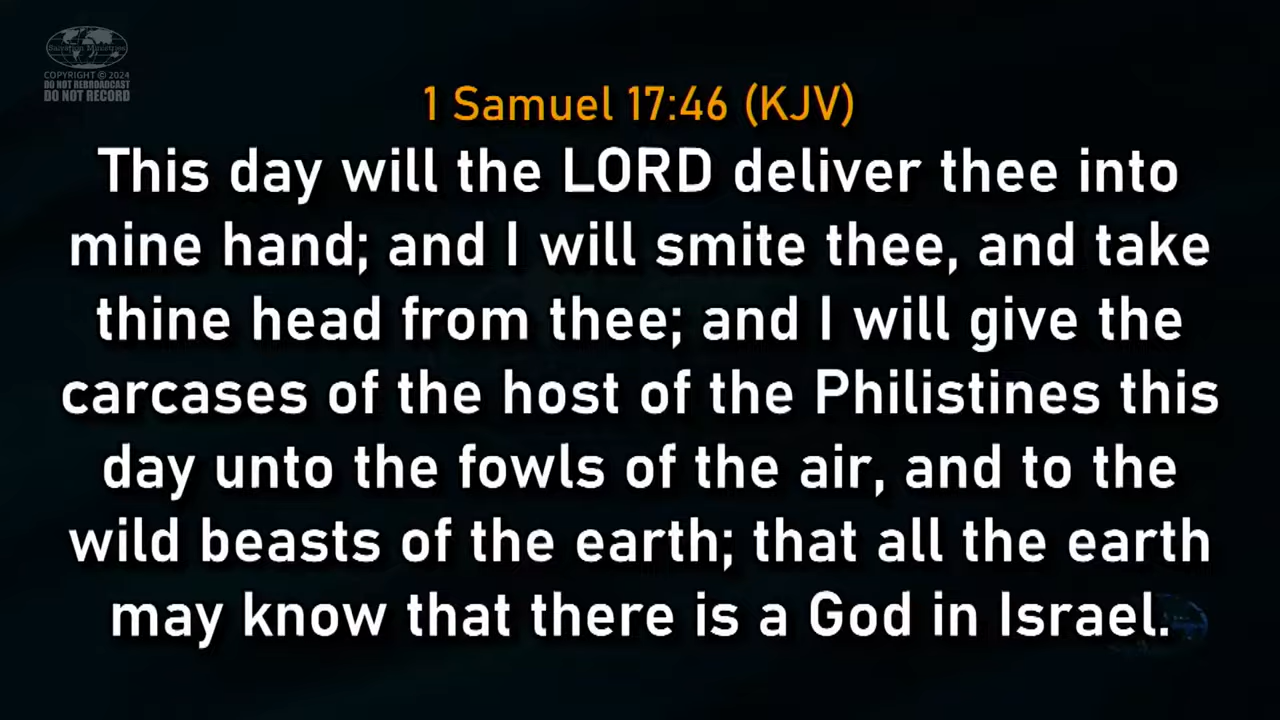 Salvation Ministries
COPYRIGHT © 2024
DO NOT REBROADCAST
DO NOT RECORD
1 Samuel 17:46 (KJV)
This day will the LORD deliver thee into
mine hand; and I will smite thee, and take
thine head from thee; and I will give the
carcases of the host of the Philistines this
day unto the fowls of the air, and to the
wild beasts of the earth; that all the earth
may know that there is a God in Israel.